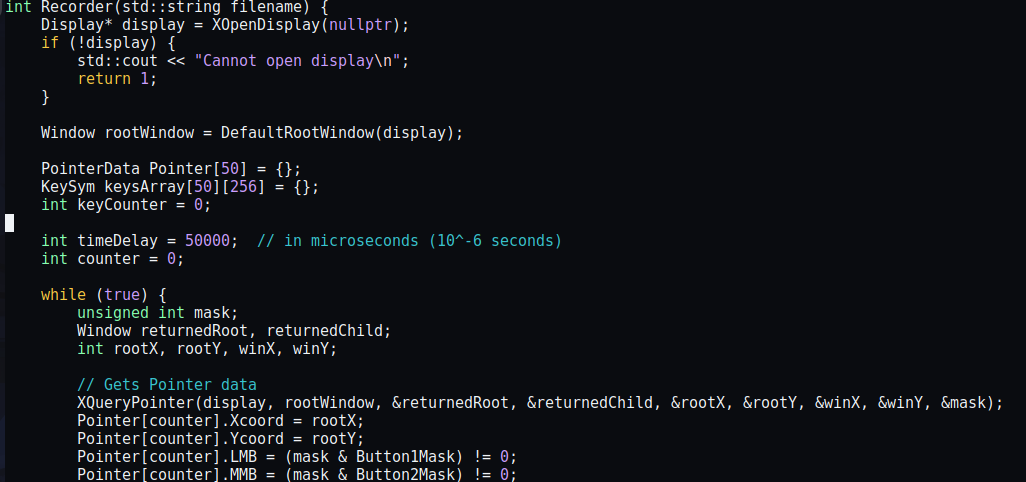 int Recorder(std::string filename) {
    Display* display = XOpenDisplay(nullptr);
    if (!display) {
        std::cout << "Cannot open display\n";
        return 1;
    }

    Window rootWindow = DefaultRootWindow(display);

    PointerData Pointer[50] = {};
    KeySym keysArray[50][256] = {};
    int keyCounter = 0;

    int timeDelay = 50000;  // in microseconds (10^-6 seconds)
    int counter = 0;

    while (true) {
        unsigned int mask;
        Window returnedRoot, returnedChild;
        int rootX, rootY, winX, winY;

        // Gets Pointer data
        XQueryPointer(display, rootWindow, &returnedRoot, &returnedChild, &rootX, &rootY, &winX, &winY, &mask);
        Pointer[counter].Xcoord = rootX;
        Pointer[counter].Ycoord = rootY;
        Pointer[counter].LMB = (mask & Button1Mask) != 0;
        Pointer[counter].MMB = (mask & Button2Mask) != 0;